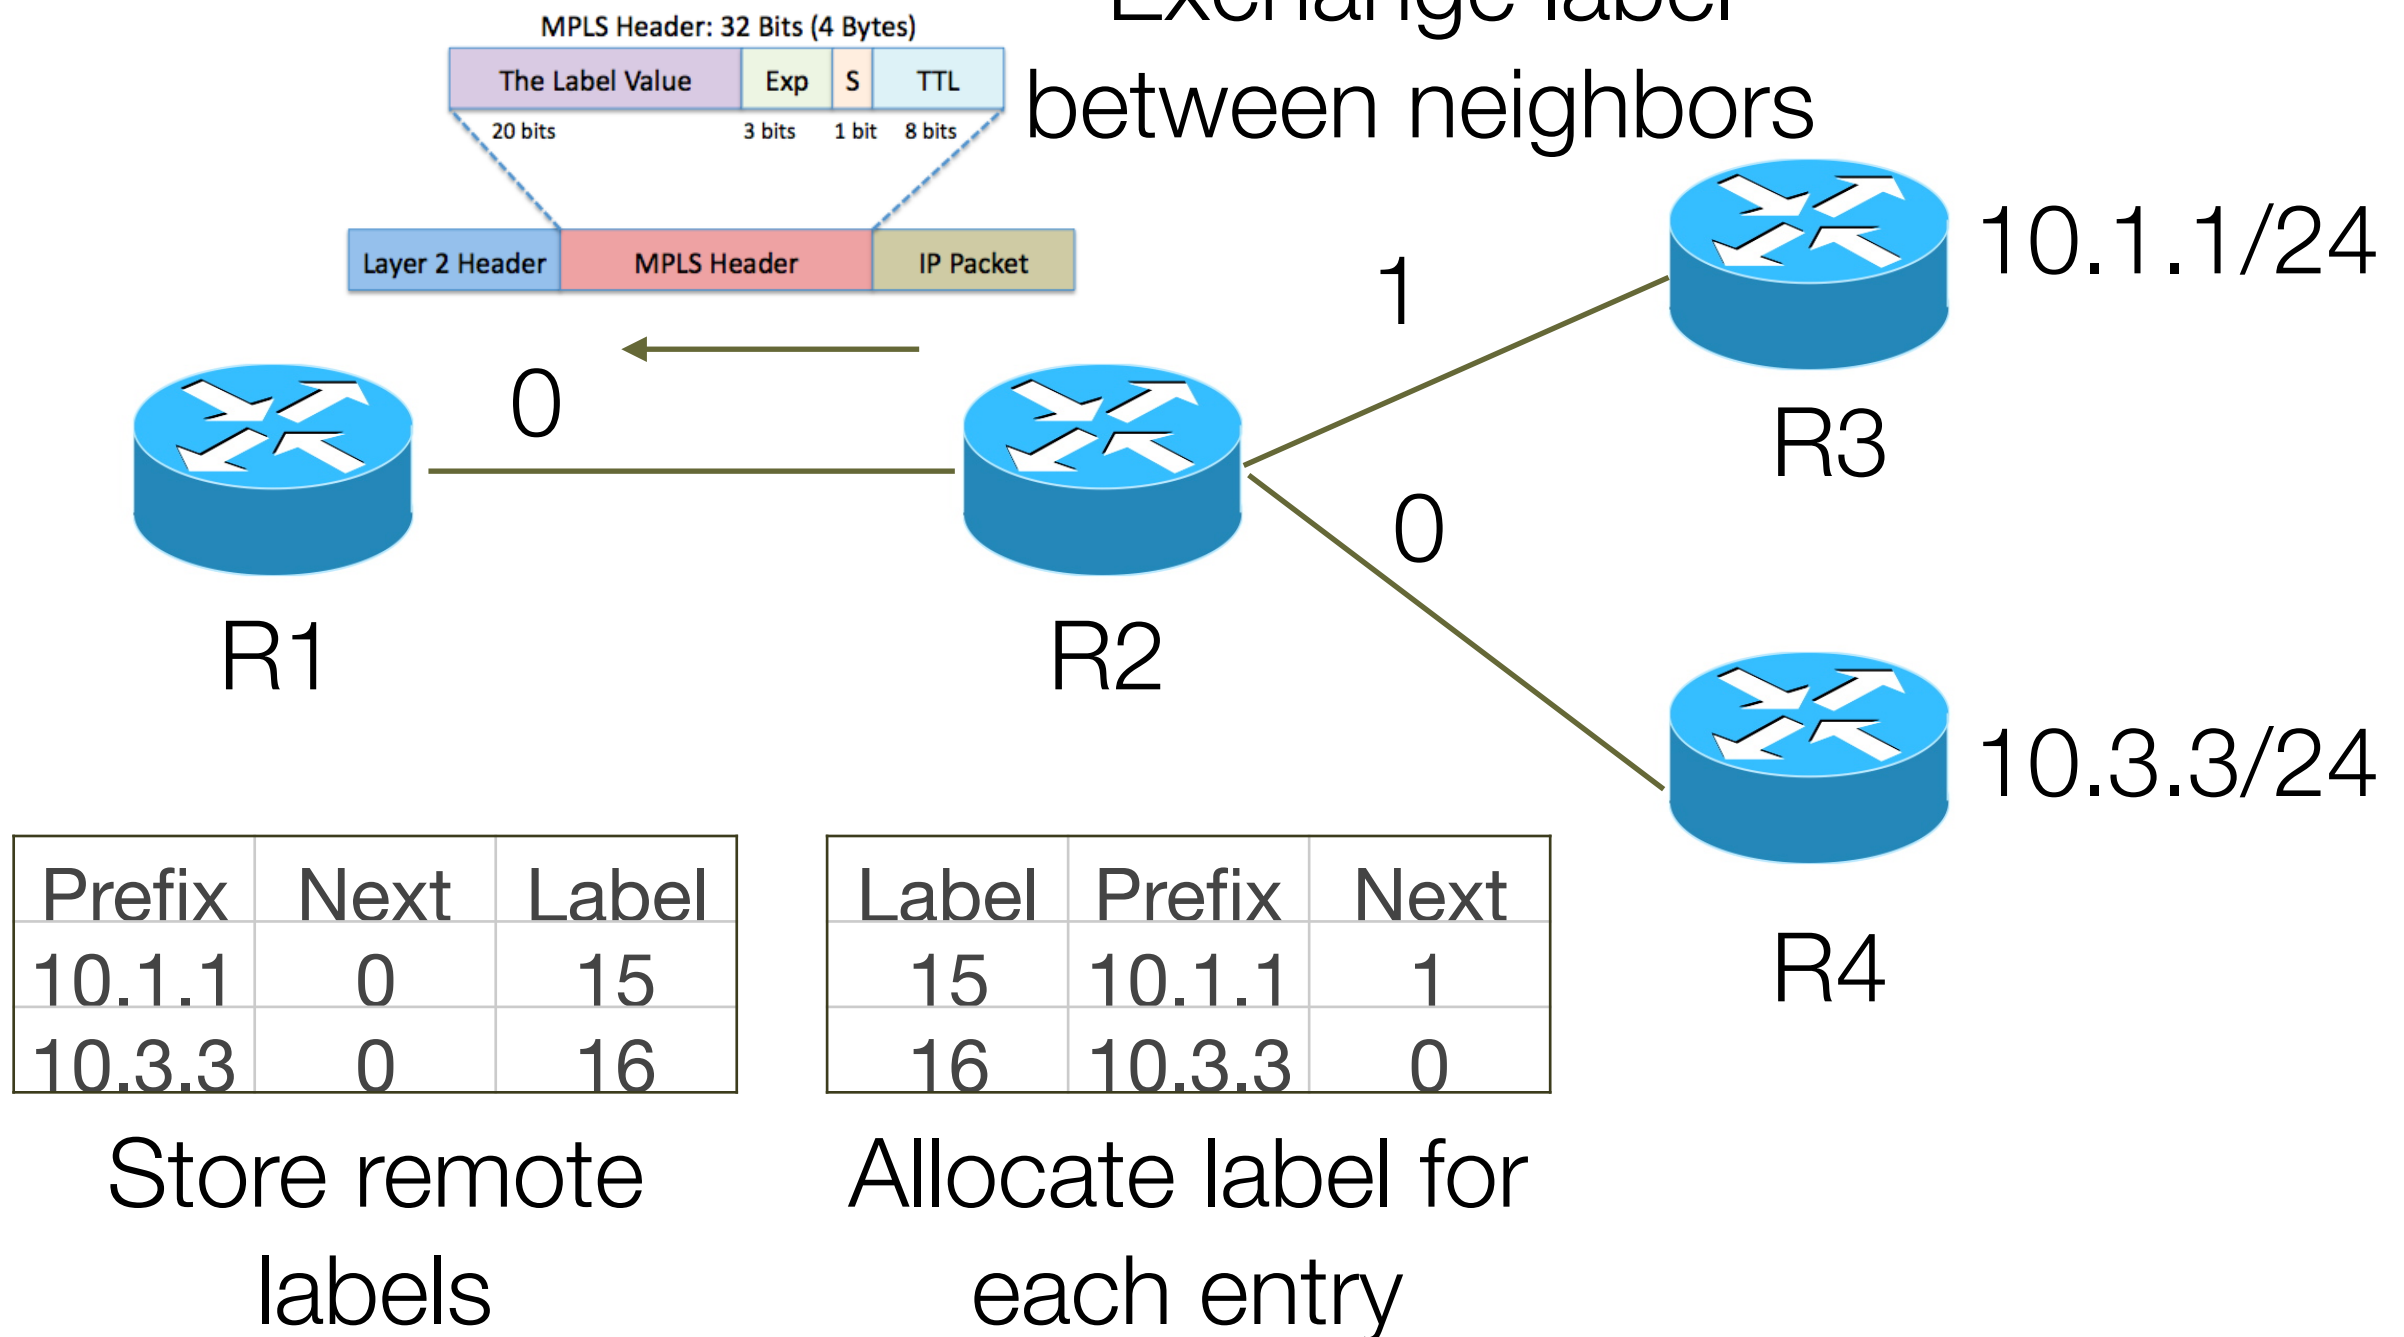 Exchange label
between neighbors
MPLS Header: 32 Bits (4 Bytes)
The Label Value Exp S TTL
20 bits 3 bits 1 bit 8 bits
Layer 2 Header MPLS Header IP Packet
10.1.1/24
1
0
R3
0
R1 R2
10.3.3/24
R4
Prefix Next Label
10.1.1 0 15
10.3.3 0 16
Label Prefix Next
15 10.1.1 1
16 10.3.3 0
Store remote
labels
Allocate label for
each entry